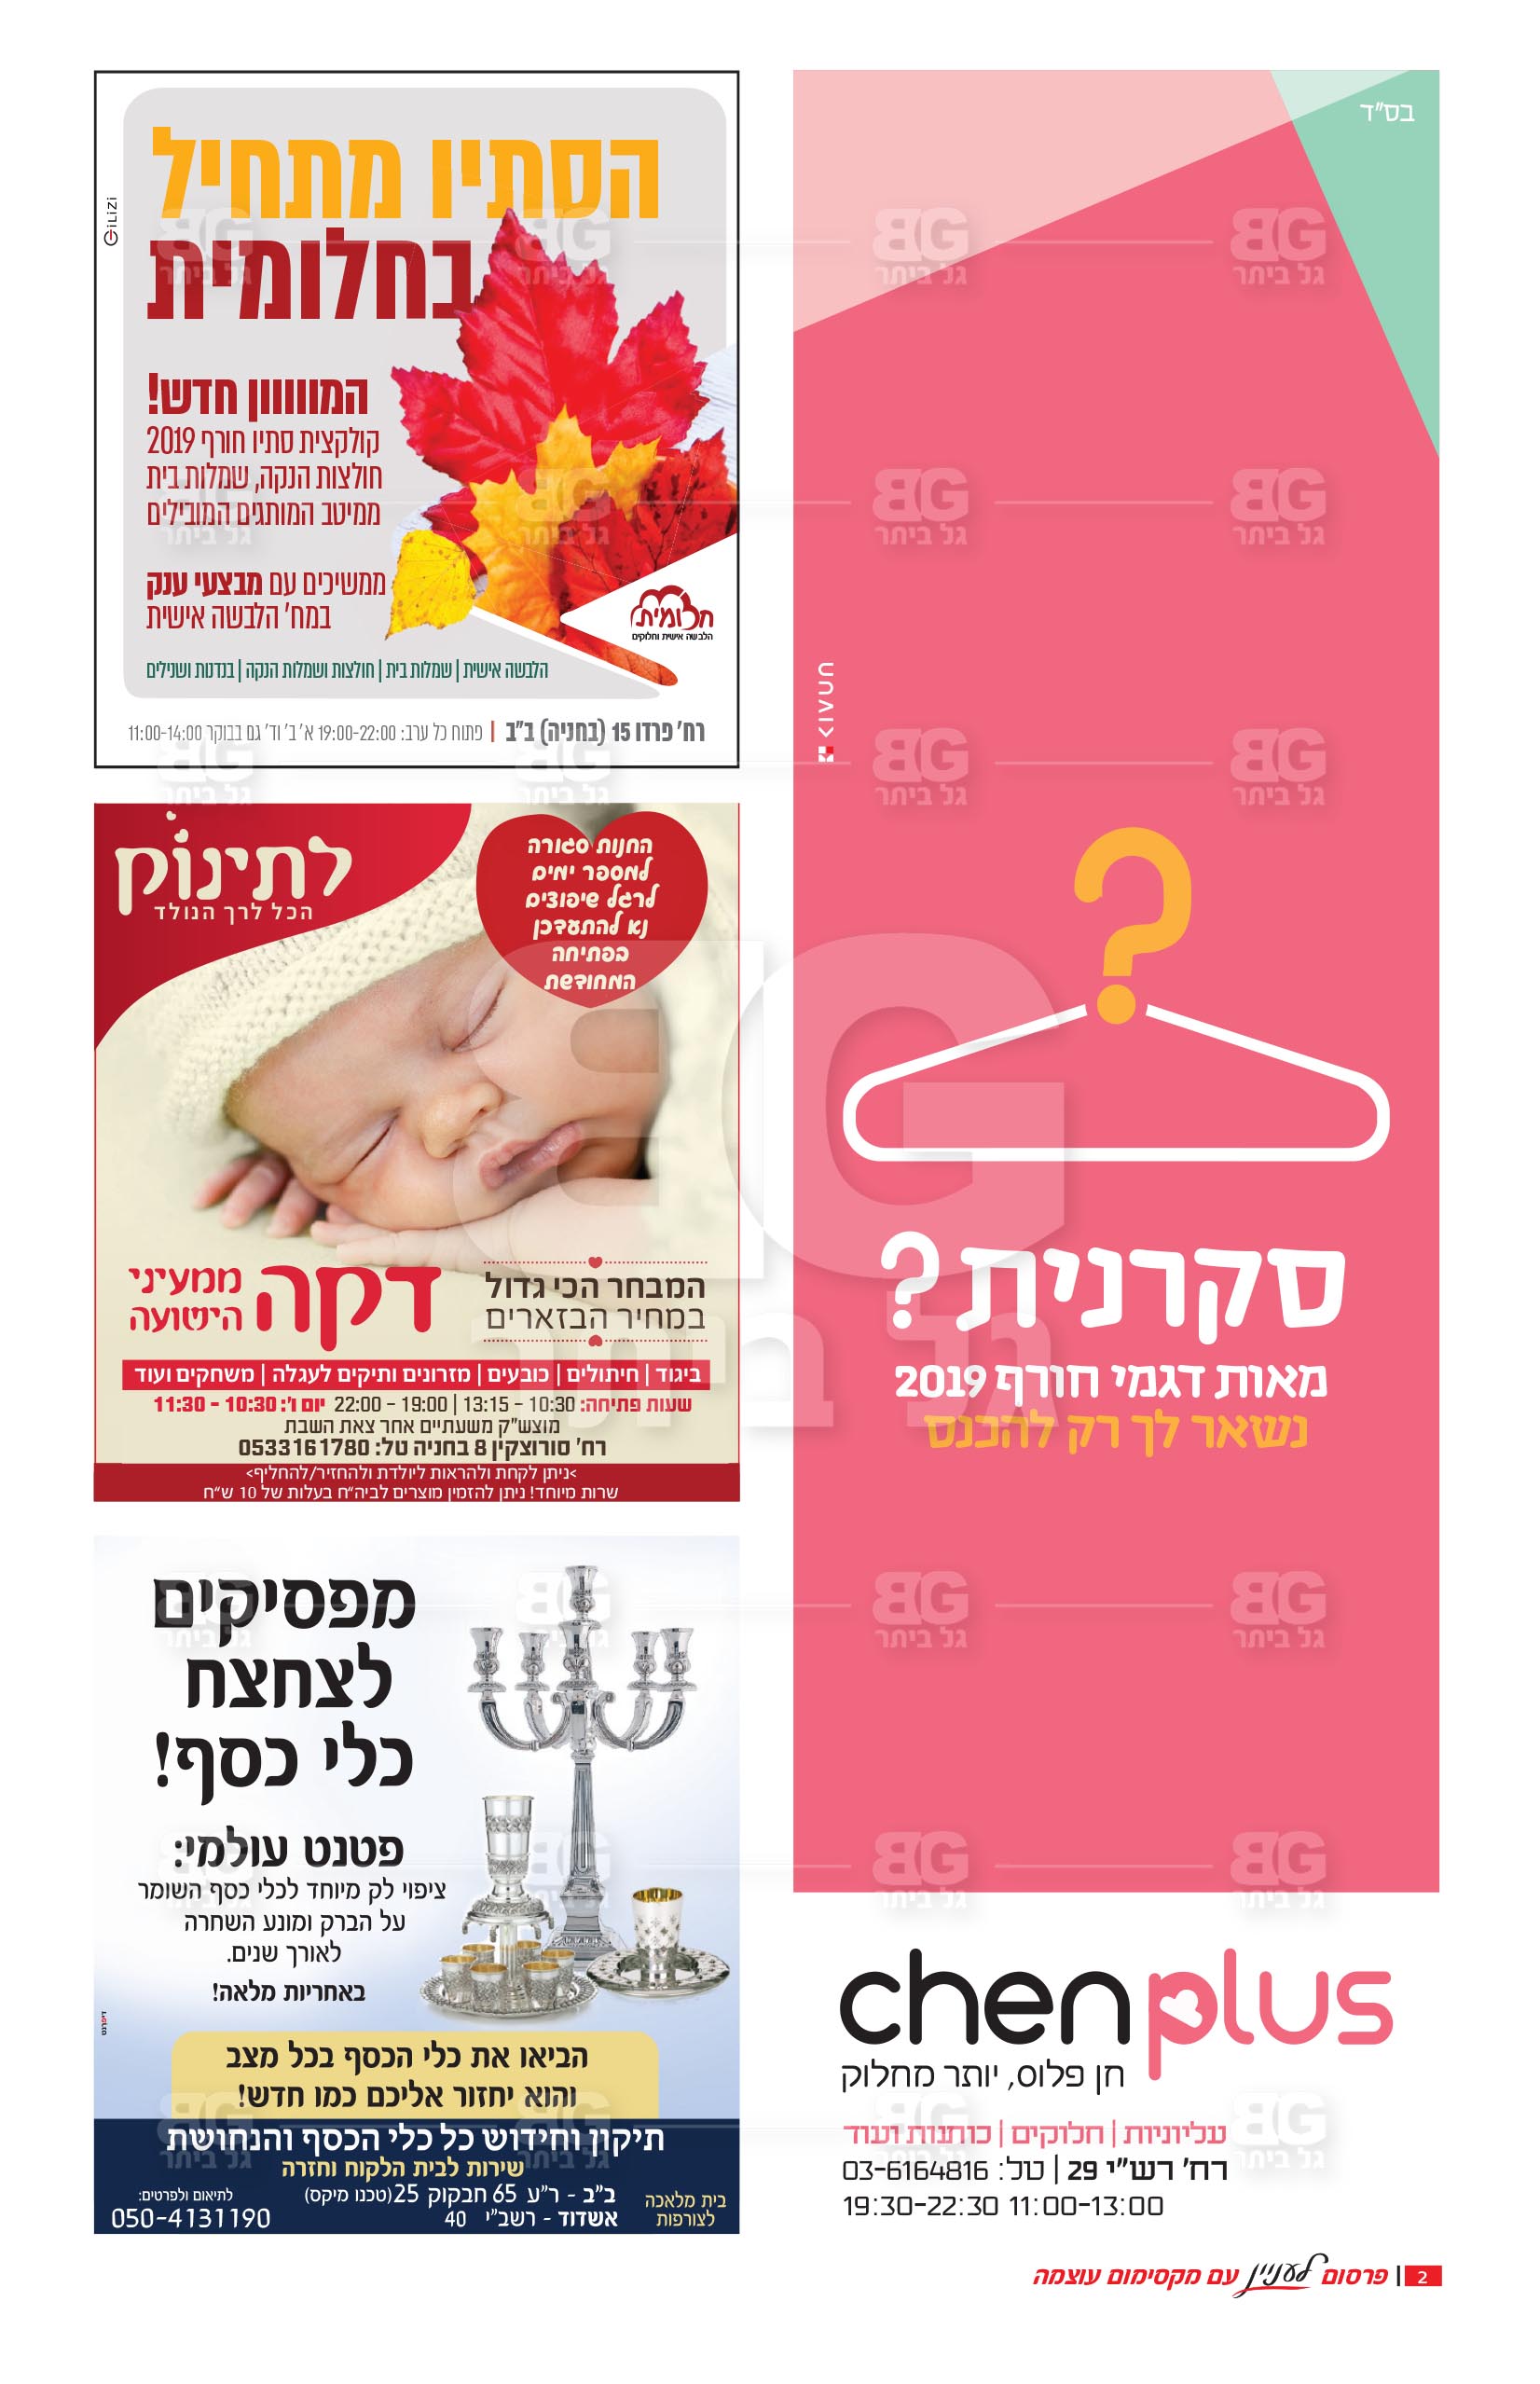 בס"ד
KIVUN
?
סקרנית?
מאות דגמי חורף 2019
נשאר לך רק להכנס
chenplus
חן פלוס, יותר מחלוק
עליוניות | חלוקים | כותנות ועוד
רח' רש"י 29 | טל: 03-6164816
19:30-22:30 11:00-13:00
הסתיו מתחיל
בחלומית
GiLiZi
המוווווון חדש!
קולקצית סתיו חורף 2019
חולצות הנקה, שמלות בית
ממיטב המותגים המובילים
ממשיכים עם מבצעי ענק
במח' הלבשה אישית
חלומית
הלבשה אישית וחלוקים
הלבשה אישית | שמלות בית | חולצות ושמלות הנקה | בנדנות ושנילים
רח' פרדו 15 (בחניה) ב"ב | פתוח כל ערב: 19:00-22:00 א' ב' וד' גם בבוקר 11:00-14:00
לתינוק
הכל לרך הנולד
החנות סגורה
למספר ימים
לרגל שיפוצים
נא להתעדכן
בפתיחה
המחודשת
המבחר הכי גדול
במחיר הבזארים
דקה ממעיני
הישועה
ביגוד | חיתולים | כובעים | מזרונים ותיקים לעגלה | משחקים ועוד
שעות פתיחה: 10:30 - 13:15 | 19:00 - 22:00 יום ו': 10:30 - 11:30
מוצש"ק משעתיים אחר צאת השבת
רח' סורוצקין 8 בחניה טל: 0533161780
>ניתן לקחת ולהראות ליולדת ולהחזיר/להחליף<
שרות מיוחד! ניתן להזמין מוצרים לביה"ח בעלות של 10 ש"ח
מפסיקים
לצחצח
כלי כסף!
פטנט עולמי:
ציפוי לק מיוחד לכלי כסף השומר
על הברק ומונע השחרה
לאורך שנים.
באחריות מלאה!
דיפרנט
הביאו את כלי הכסף בכל מצב
והוא יחזור אליכם כמו חדש!
תיקון וחידוש כל כלי הכסף והנחושת
שירות לבית הלקוח וחזרה
בית מלאכה
לצורפות
ב"ב - ר"ע 65 חבקוק 25 (טכנו מיקס)
אשדוד - רשב"י 40
לתיאום ולפרטים:
050-4131190
2 | פרסום לעניין עם מקסימום עוצמה
BG
גל ביתר